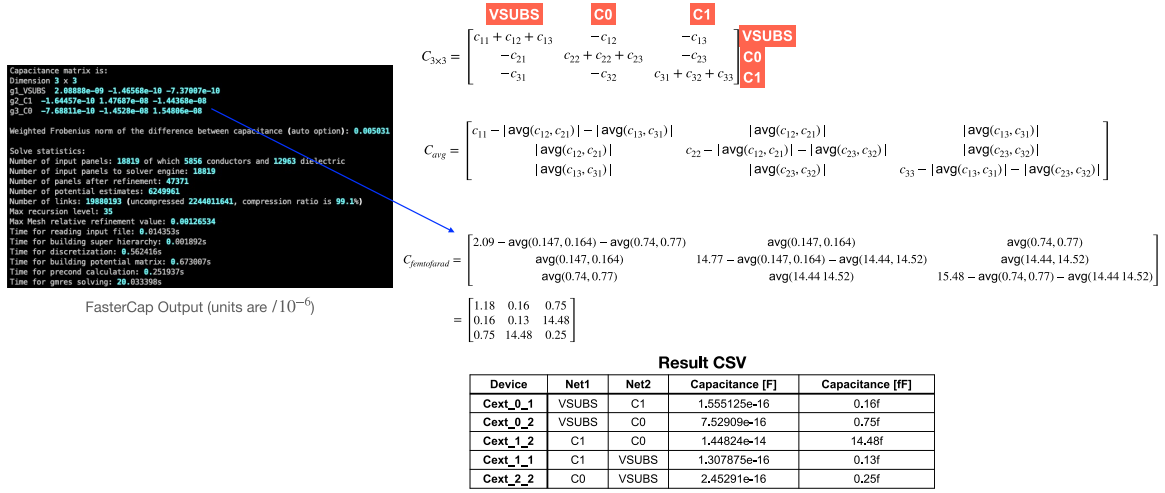 VSUBS C0 C1
C3×3 = [ c11 + c12 + c13 −c12 −c13 ] VSUBS
[ −c21 c22 + c22 + c23 −c23 ] C0
[ −c31 −c32 c31 + c32 + c33 ] C1
Capacitance matrix is:
Dimension 3 x 3
g1_VSUBS 2.08888e-09 -1.46568e-10 -7.37007e-10
g2_C1 -1.64457e-10 1.47687e-08 -1.44368e-08
g3_C0 -7.68811e-10 -1.4528e-08 1.54806e-08
Weighted Frobenius norm of the difference between capacitance (auto option): 0.005031
Solve statistics:
Number of input panels: 18819 of which 5856 conductors and 12963 dielectric
Number of input panels to solver engine: 18819
Number of panels after refinement: 47371
Number of potential estimates: 6249961
Number of links: 19880193 (uncompressed 2244011641, compression ratio is 99.1%)
Max recursion level: 35
Max Mesh relative refinement value: 0.00126534
Time for reading input file: 0.014353s
Time for building super hierarchy: 0.001892s
Time for discretization: 0.562416s
Time for building potential matrix: 0.673007s
Time for precond calculation: 0.251937s
Time for gmres solving: 20.033398s
FasterCap Output (units are /10−6)
Cavg = [ c11 − |avg(c12, c21)| − |avg(c13, c31)| |avg(c12, c21)| |avg(c13, c31)| ]
[ |avg(c12, c21)| c22 − |avg(c12, c21)| − |avg(c23, c32)| |avg(c23, c32)| ]
[ |avg(c13, c31)| |avg(c23, c32)| c33 − |avg(c13, c31)| − |avg(c23, c32)| ]
Cfemtofarad = [ 2.09 − avg(0.147, 0.164) − avg(0.74, 0.77) avg(0.147, 0.164) avg(0.74, 0.77) ]
[ avg(0.147, 0.164) 14.77 − avg(0.147, 0.164) − avg(14.44, 14.52) avg(14.44, 14.52) ]
[ avg(0.74, 0.77) avg(14.44 14.52) 15.48 − avg(0.74, 0.77) − avg(14.44 14.52) ]
= [ 1.18 0.16 0.75 ]
[ 0.16 0.13 14.48 ]
[ 0.75 14.48 0.25 ]
Result CSV
Device Net1 Net2 Capacitance [F] Capacitance [fF]
Cext_0_1 VSUBS C1 1.555125e-16 0.16f
Cext_0_2 VSUBS C0 7.52909e-16 0.75f
Cext_1_2 C1 C0 1.44824e-14 14.48f
Cext_1_1 C1 VSUBS 1.307875e-16 0.13f
Cext_2_2 C0 VSUBS 2.45291e-16 0.25f